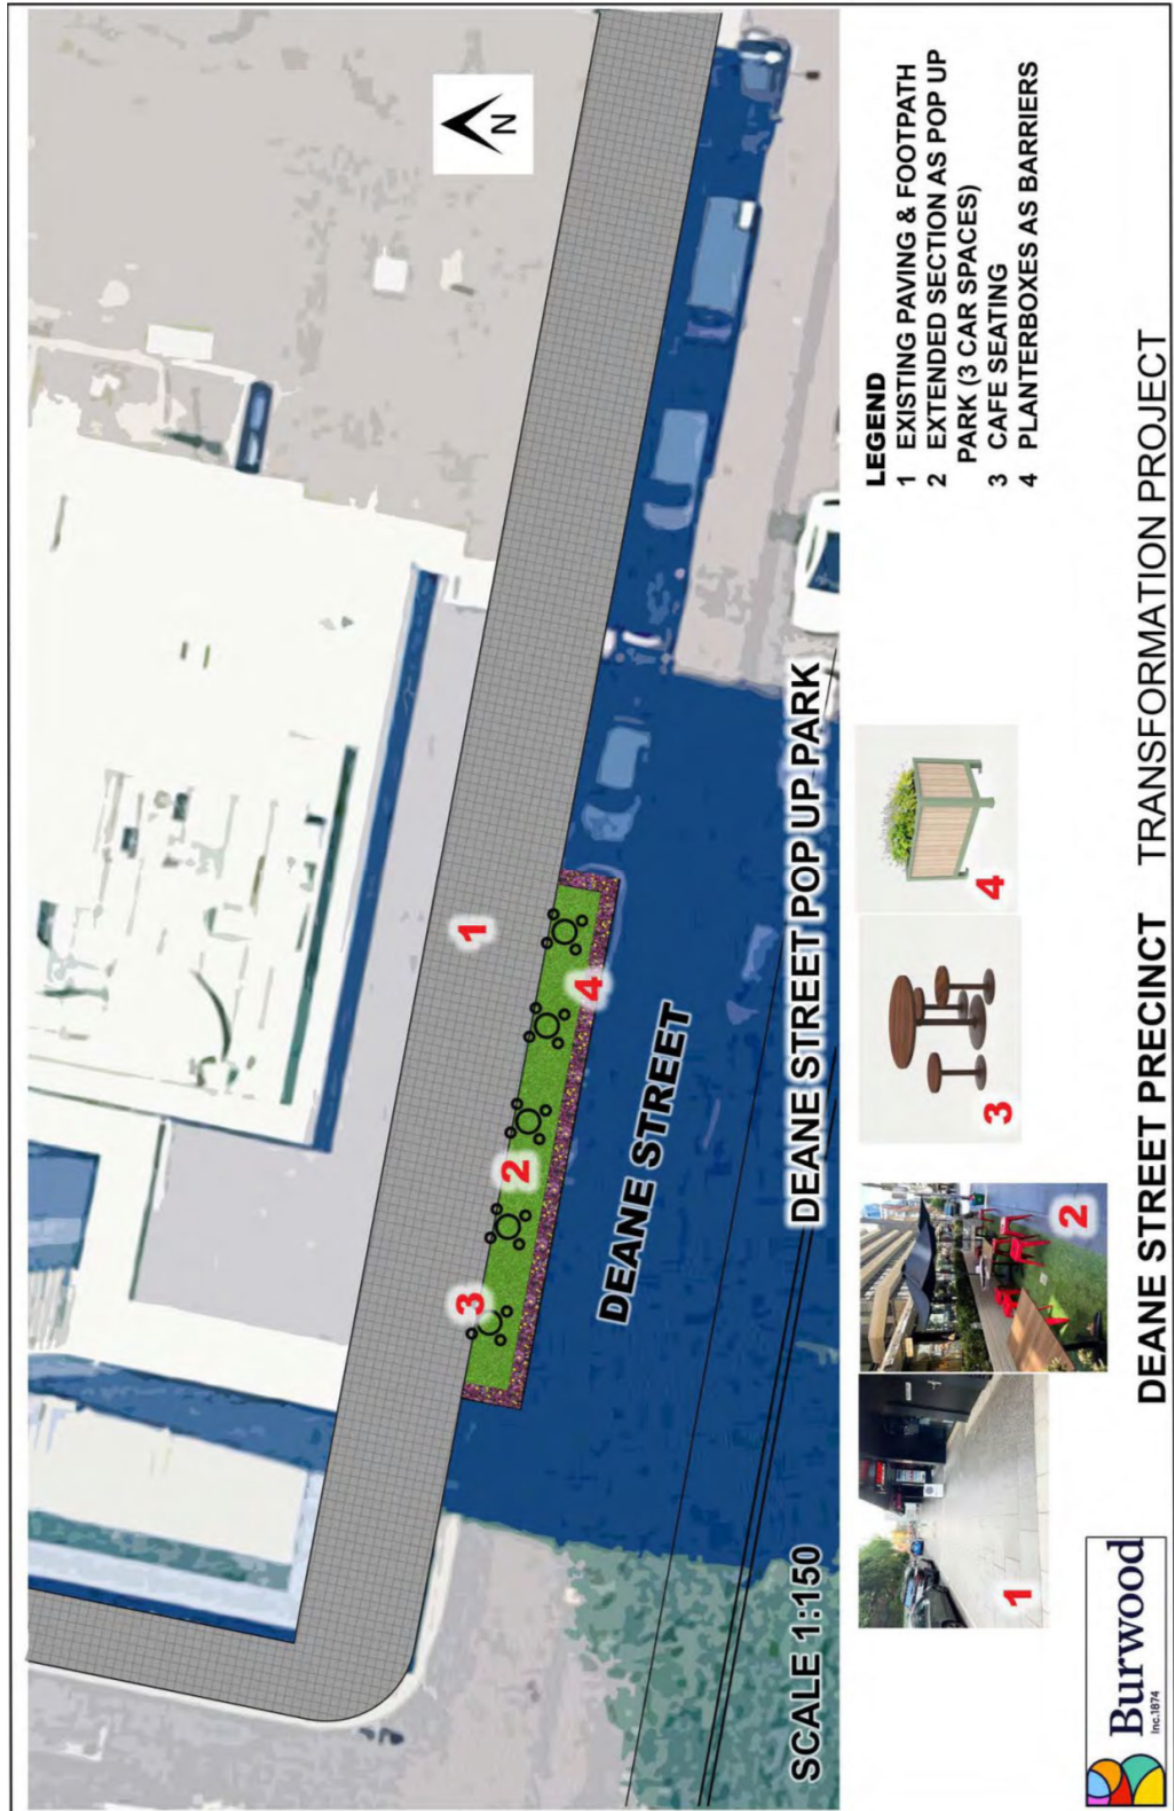 N
1
2
3
4
DEANE STREET
SCALE 1:150
DEANE STREET POP UP PARK
LEGEND
1 EXISTING PAVING & FOOTPATH
2 EXTENDED SECTION AS POP UP
PARK (3 CAR SPACES)
3 CAFE SEATING
4 PLANTERBOXES AS BARRIERS
1
2
3
4
Burwood
Inc.1874
DEANE STREET PRECINCT TRANSFORMATION PROJECT